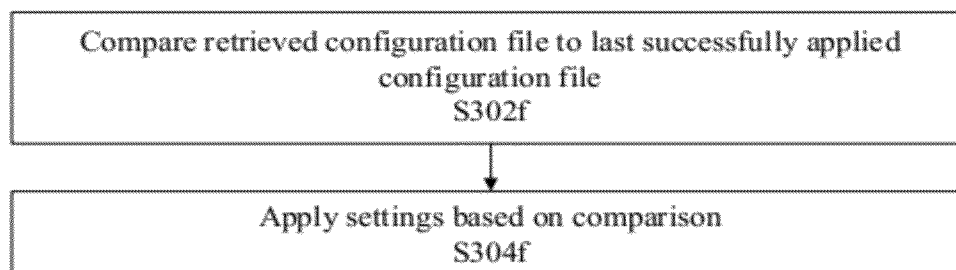 Compare retrieved configuration file to last successfully applied
configuration file
S302f
Apply settings based on comparison
S304f